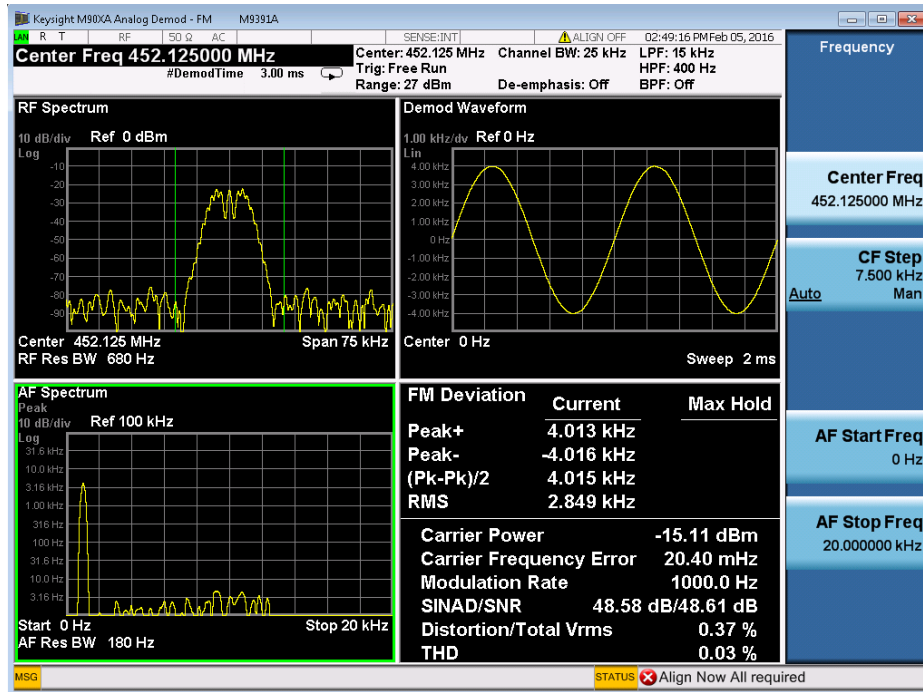 Keysight M90XA Analog Demod - FM M9391A
LAN R T RF 50 Ω AC SENSE:INT ALIGN OFF 02:49:16 PM Feb 05, 2016
Center Freq 452.125000 MHz
#DemodTime 3.00 ms
Center: 452.125 MHz Channel BW: 25 kHz LPF: 15 kHz
Trig: Free Run HPF: 400 Hz
Range: 27 dBm De-emphasis: Off BPF: Off
RF Spectrum
10 dB/div Ref 0 dBm
Log
-10
-20
-30
-40
-50
-60
-70
-80
-90
Center 452.125 MHz Span 75 kHz
RF Res BW 680 Hz
Demod Waveform
1.00 kHz/dv Ref 0 Hz
Lin
4.00 kHz
3.00 kHz
2.00 kHz
1.00 kHz
0 Hz
-1.00 kHz
-2.00 kHz
-3.00 kHz
-4.00 kHz
Center 0 Hz
Sweep 2 ms
AF Spectrum
Peak
10 dB/div Ref 100 kHz
Log
31.6 kHz
10.0 kHz
3.16 kHz
1.00 kHz
316 Hz
100 Hz
31.6 Hz
10.0 Hz
3.16 Hz
Start 0 Hz Stop 20 kHz
AF Res BW 180 Hz
FM Deviation Current Max Hold
Peak+ 4.013 kHz
Peak- -4.016 kHz
(Pk-Pk)/2 4.015 kHz
RMS 2.849 kHz
Carrier Power -15.11 dBm
Carrier Frequency Error 20.40 mHz
Modulation Rate 1000.0 Hz
SINAD/SNR 48.58 dB/48.61 dB
Distortion/Total Vrms 0.37 %
THD 0.03 %
Frequency
Center Freq
452.125000 MHz
CF Step
7.500 kHz
Auto Man
AF Start Freq
0 Hz
AF Stop Freq
20.000000 kHz
MSG STATUS Align Now All required